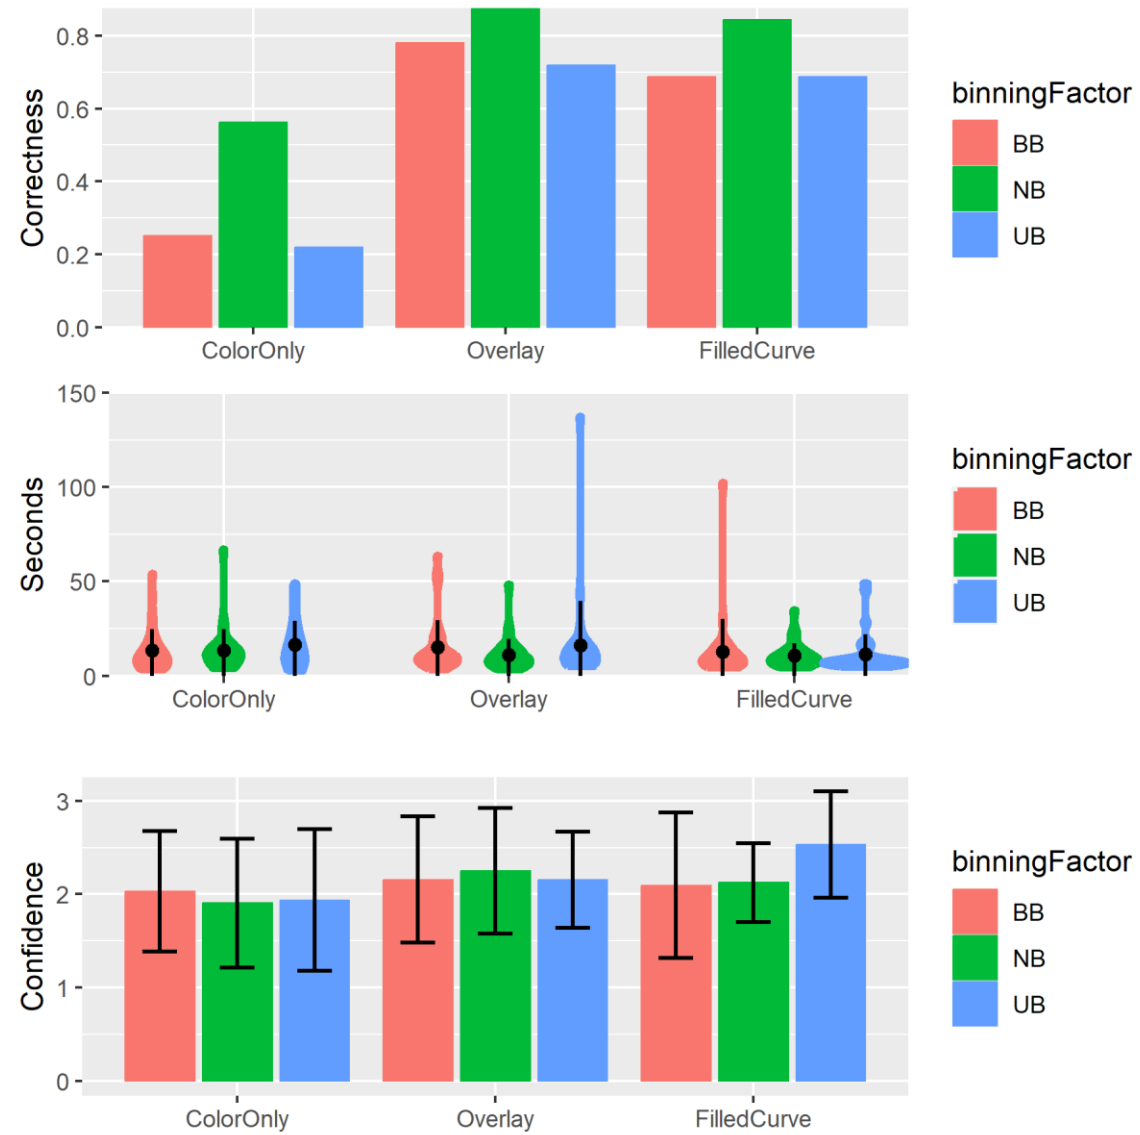 Correctness
0.8
0.6
0.4
0.2
0.0
ColorOnly Overlay FilledCurve
binningFactor
BB
NB
UB
Seconds
150
100
50
0
ColorOnly Overlay FilledCurve
binningFactor
BB
NB
UB
Confidence
3
2
1
0
ColorOnly Overlay FilledCurve
binningFactor
BB
NB
UB